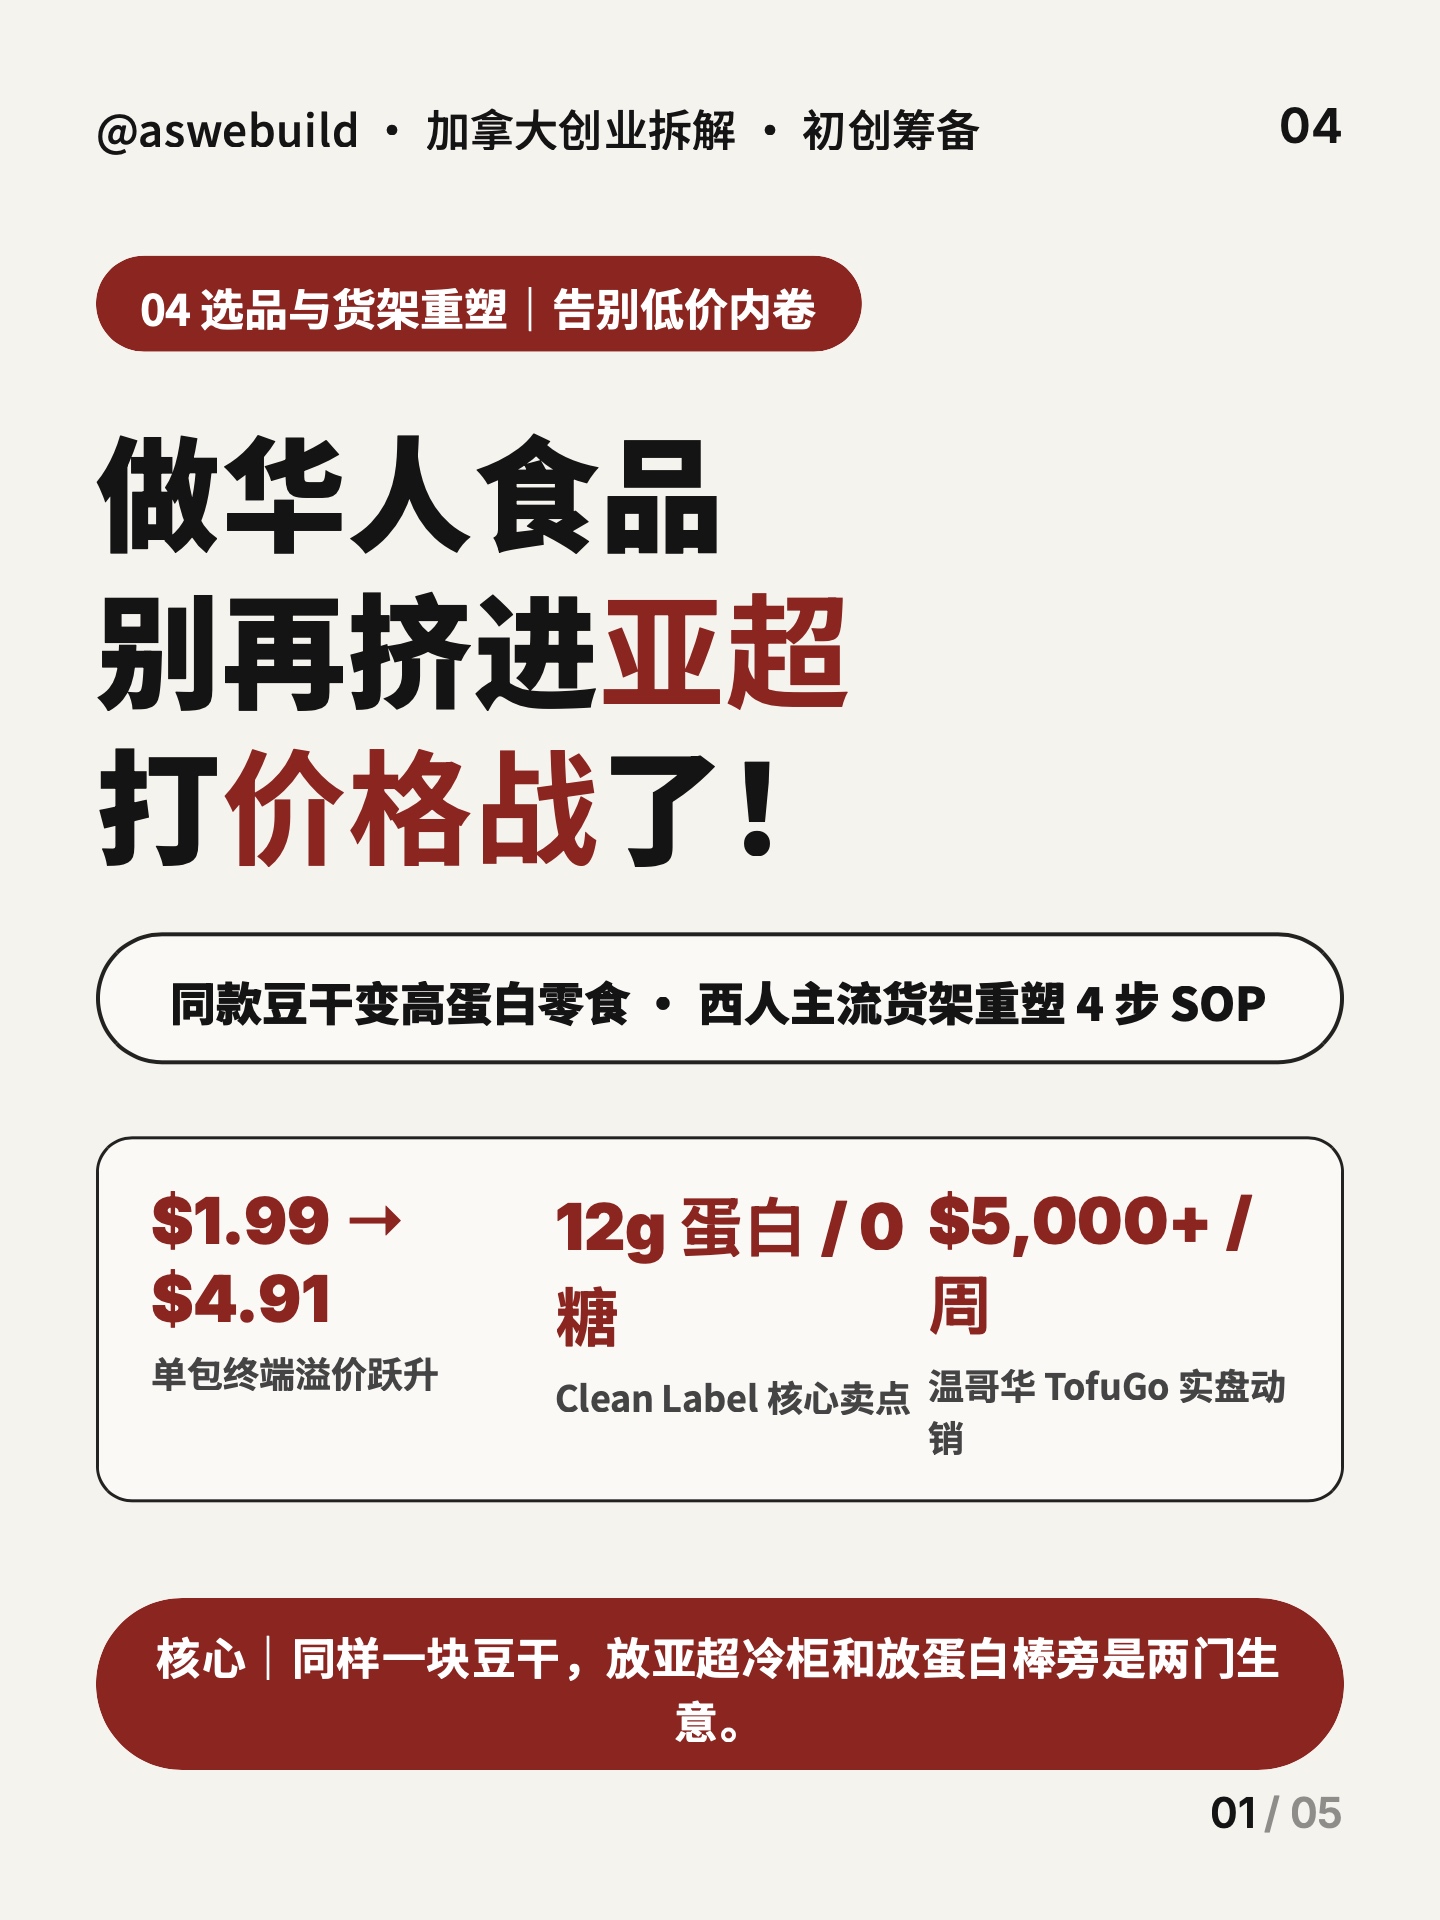 @aswebuild • 加拿大创业拆解 • 初创筹备
04
04 选品与货架重塑｜告别低价内卷
做华人食品
别再挤进亚超
打价格战了！
同款豆干变高蛋白零食 • 西人主流货架重塑 4 步 SOP
$1.99 →
$4.91
单包终端溢价跃升
12g 蛋白 / 0
糖
Clean Label 核心卖点
$5,000+ /
周
温哥华 TofuGo 实盘动
销
核心｜同样一块豆干，放亚超冷柜和放蛋白棒旁是两门生
意。
01 / 05